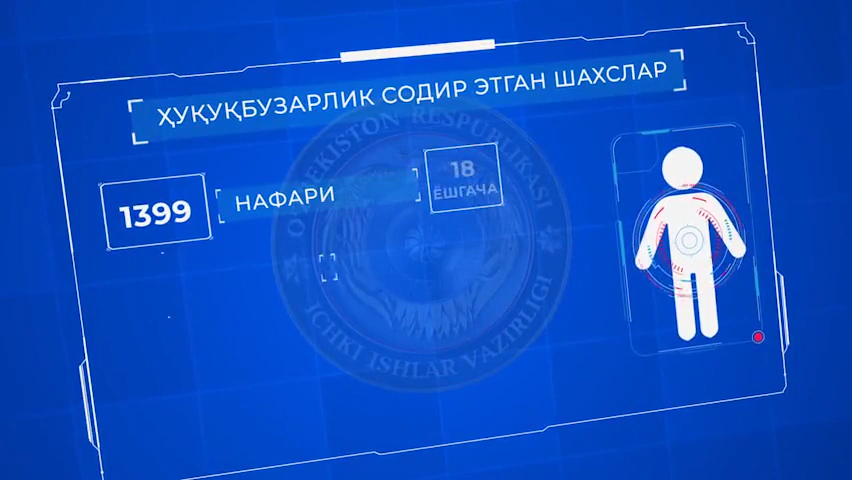 ҲУҚУҚБУЗАРЛИК СОДИР ЭТГАН ШАХСЛАР
1399
НАФАРИ
18
ЁШГАЧА
O‘ZBEKISTON RESPUBLIKASI
ICHKI ISHLAR VAZIRLIGI